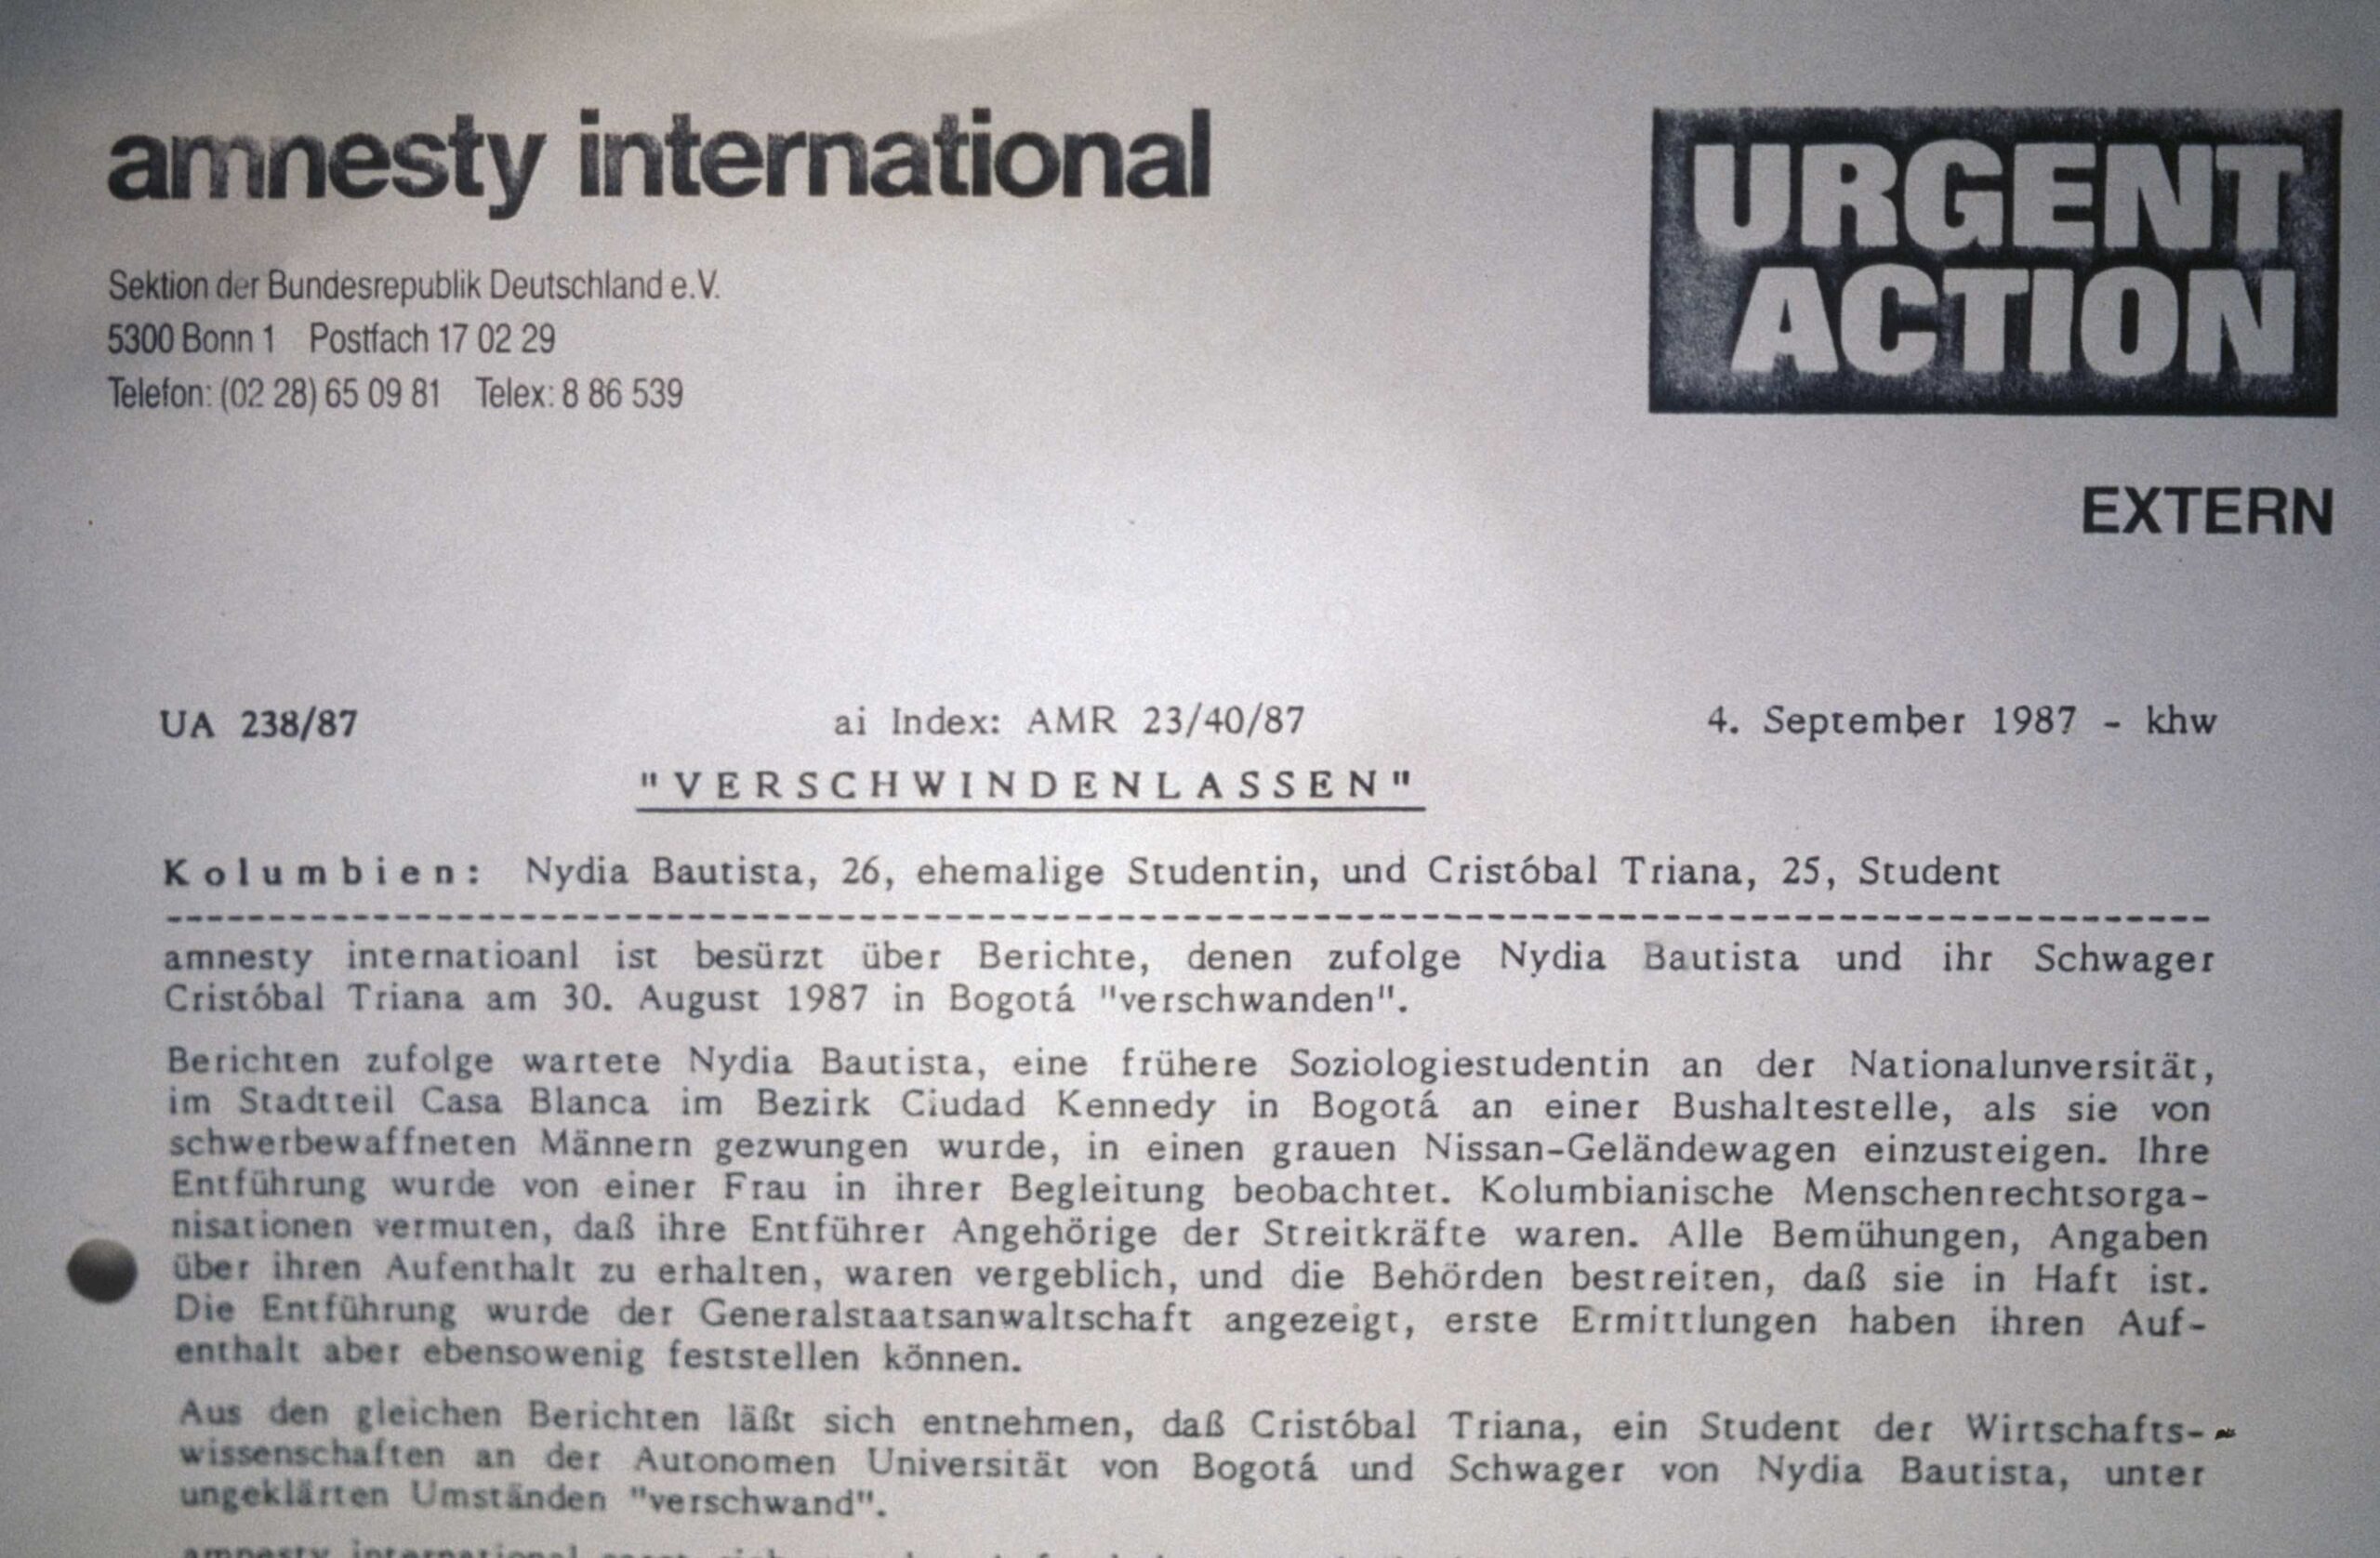 amnesty international
URGENT
ACTION
Sektion der Bundesrepublik Deutschland e.V.
5300 Bonn 1 Postfach 17 02 29
Telefon: (02 28) 65 09 81 Telex: 8 86 539
EXTERN
UA 238/87 ai Index: AMR 23/40/87 4. September 1987 - khw
"VERSCHWINDENLASSEN"
Kolumbien: Nydia Bautista, 26, ehemalige Studentin, und Cristóbal Triana, 25, Student
amnesty internatioanl ist besürzt über Berichte, denen zufolge Nydia Bautista und ihr Schwager
Cristóbal Triana am 30. August 1987 in Bogotá "verschwanden".
Berichten zufolge wartete Nydia Bautista, eine frühere Soziologiestudentin an der Nationalunversität,
im Stadtteil Casa Blanca im Bezirk Ciudad Kennedy in Bogotá an einer Bushaltestelle, als sie von
schwerbewaffneten Männern gezwungen wurde, in einen grauen Nissan-Geländewagen einzusteigen. Ihre
Entführung wurde von einer Frau in ihrer Begleitung beobachtet. Kolumbianische Menschenrechtsorga-
nisationen vermuten, daß ihre Entführer Angehörige der Streitkräfte waren. Alle Bemühungen, Angaben
über ihren Aufenthalt zu erhalten, waren vergeblich, und die Behörden bestreiten, daß sie in Haft ist.
Die Entführung wurde der Generalstaatsanwaltschaft angezeigt, erste Ermittlungen haben ihren Auf-
enthalt aber ebensowenig feststellen können.
Aus den gleichen Berichten läßt sich entnehmen, daß Cristóbal Triana, ein Student der Wirtschafts-
wissenschaften an der Autonomen Universität von Bogotá und Schwager von Nydia Bautista, unter
ungeklärten Umständen "verschwand".
amnesty international